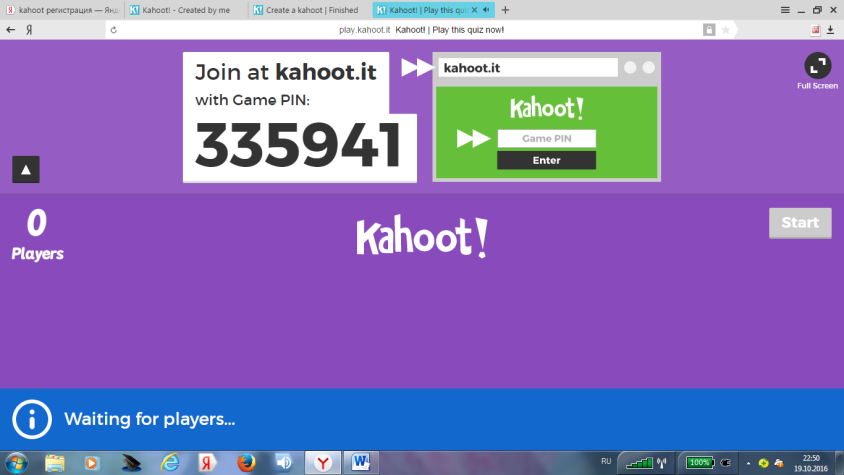 kahoot регистрация — Янд
Kahoot! - Created by me
Create a kahoot | Finished
Kahoot! | Play this quiz
Я
play.kahoot.it Kahoot! | Play this quiz now!
Join at kahoot.it
with Game PIN:
335941
kahoot.it
Kahoot!
Game PIN
Enter
Full Screen
0
Players
Kahoot!
Start
Waiting for players...
RU
100%
22:50
19.10.2016